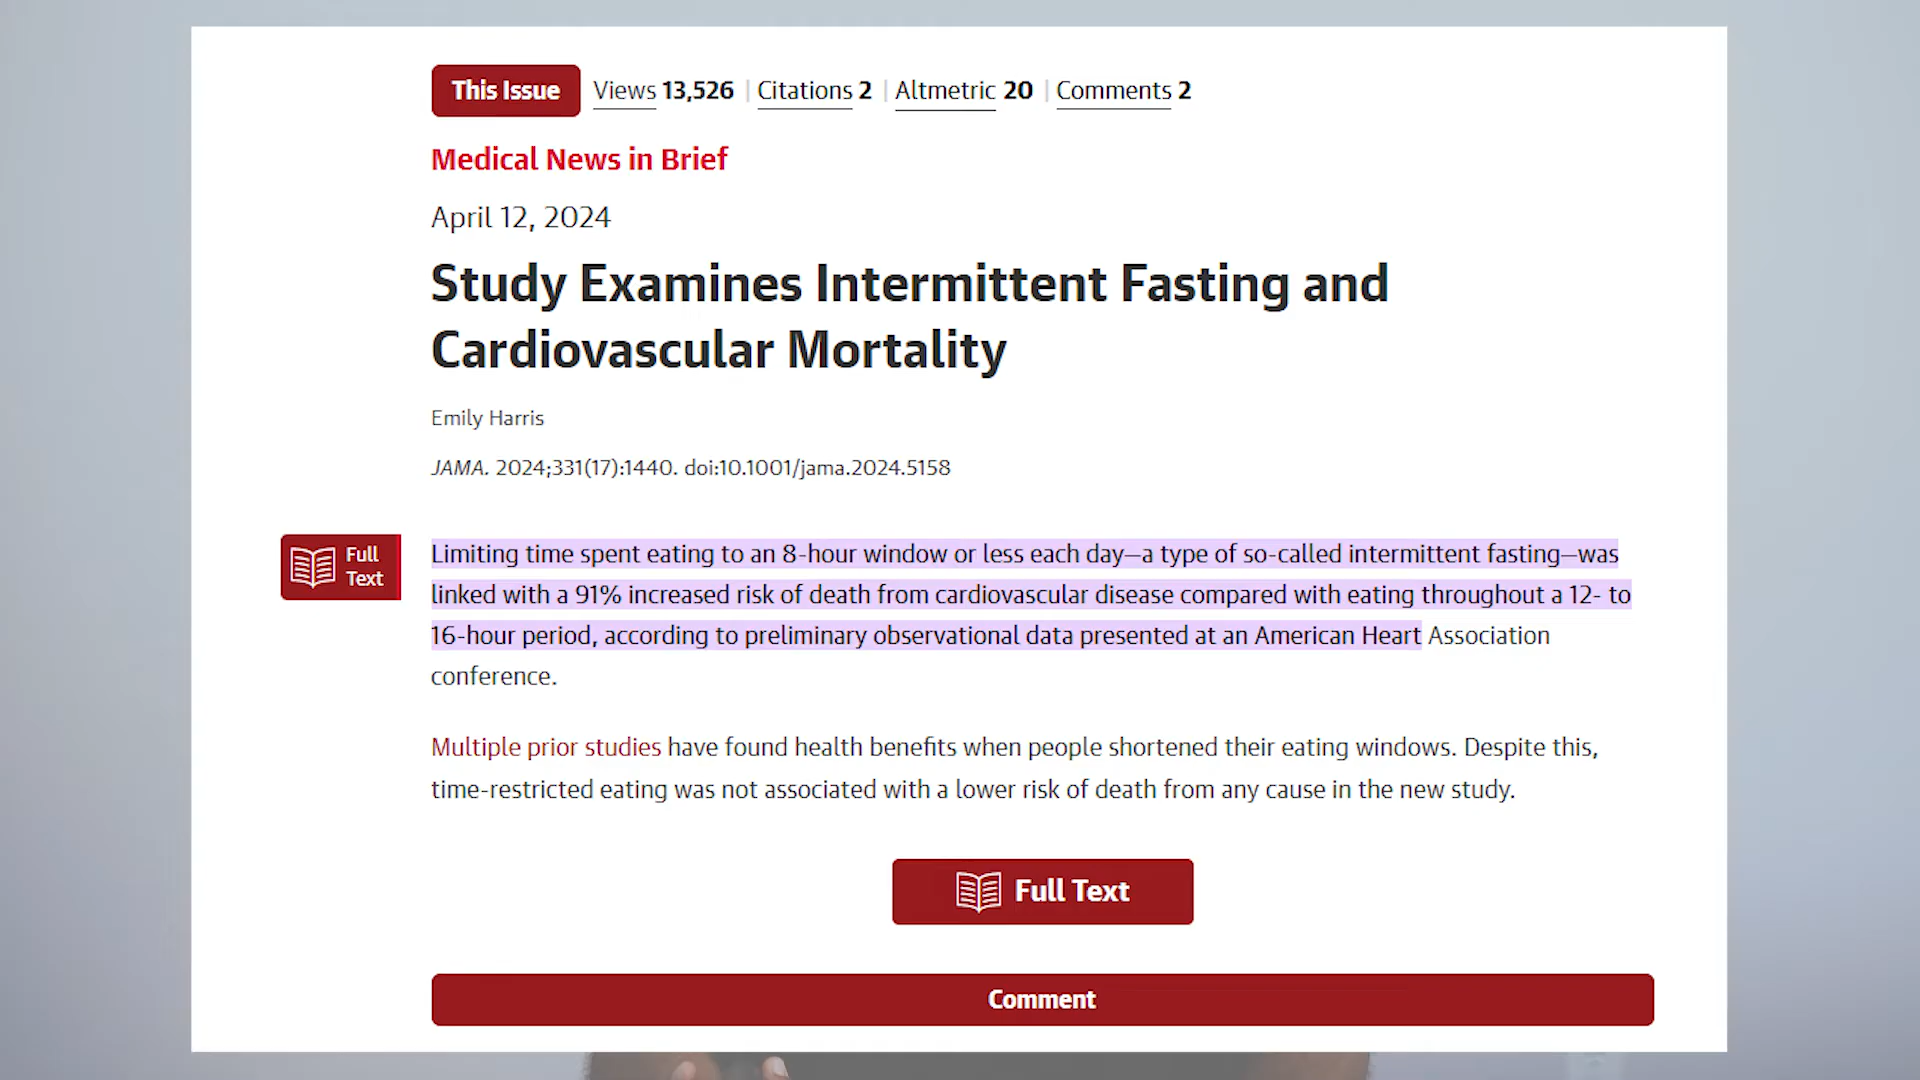 This Issue Views 13,526 | Citations 2 | Altmetric 20 | Comments 2
Medical News in Brief
April 12, 2024
Study Examines Intermittent Fasting and
Cardiovascular Mortality
Emily Harris
JAMA. 2024;331(17):1440. doi:10.1001/jama.2024.5158
Full
Text
Limiting time spent eating to an 8-hour window or less each day—a type of so-called intermittent fasting—was
linked with a 91% increased risk of death from cardiovascular disease compared with eating throughout a 12- to
16-hour period, according to preliminary observational data presented at an American Heart Association
conference.
Multiple prior studies have found health benefits when people shortened their eating windows. Despite this,
time-restricted eating was not associated with a lower risk of death from any cause in the new study.
Full Text
Comment